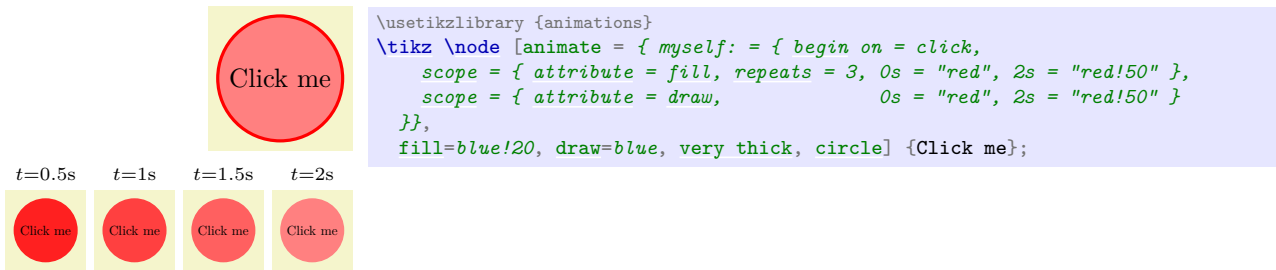 Click me
t=0.5s t=1s t=1.5s t=2s
Click me Click me Click me Click me
\usetikzlibrary {animations}
\tikz \node [animate = { myself: = { begin on = click,
scope = { attribute = fill, repeats = 3, 0s = "red", 2s = "red!50" },
scope = { attribute = draw, 0s = "red", 2s = "red!50" }
}},
fill=blue!20, draw=blue, very thick, circle] {Click me};